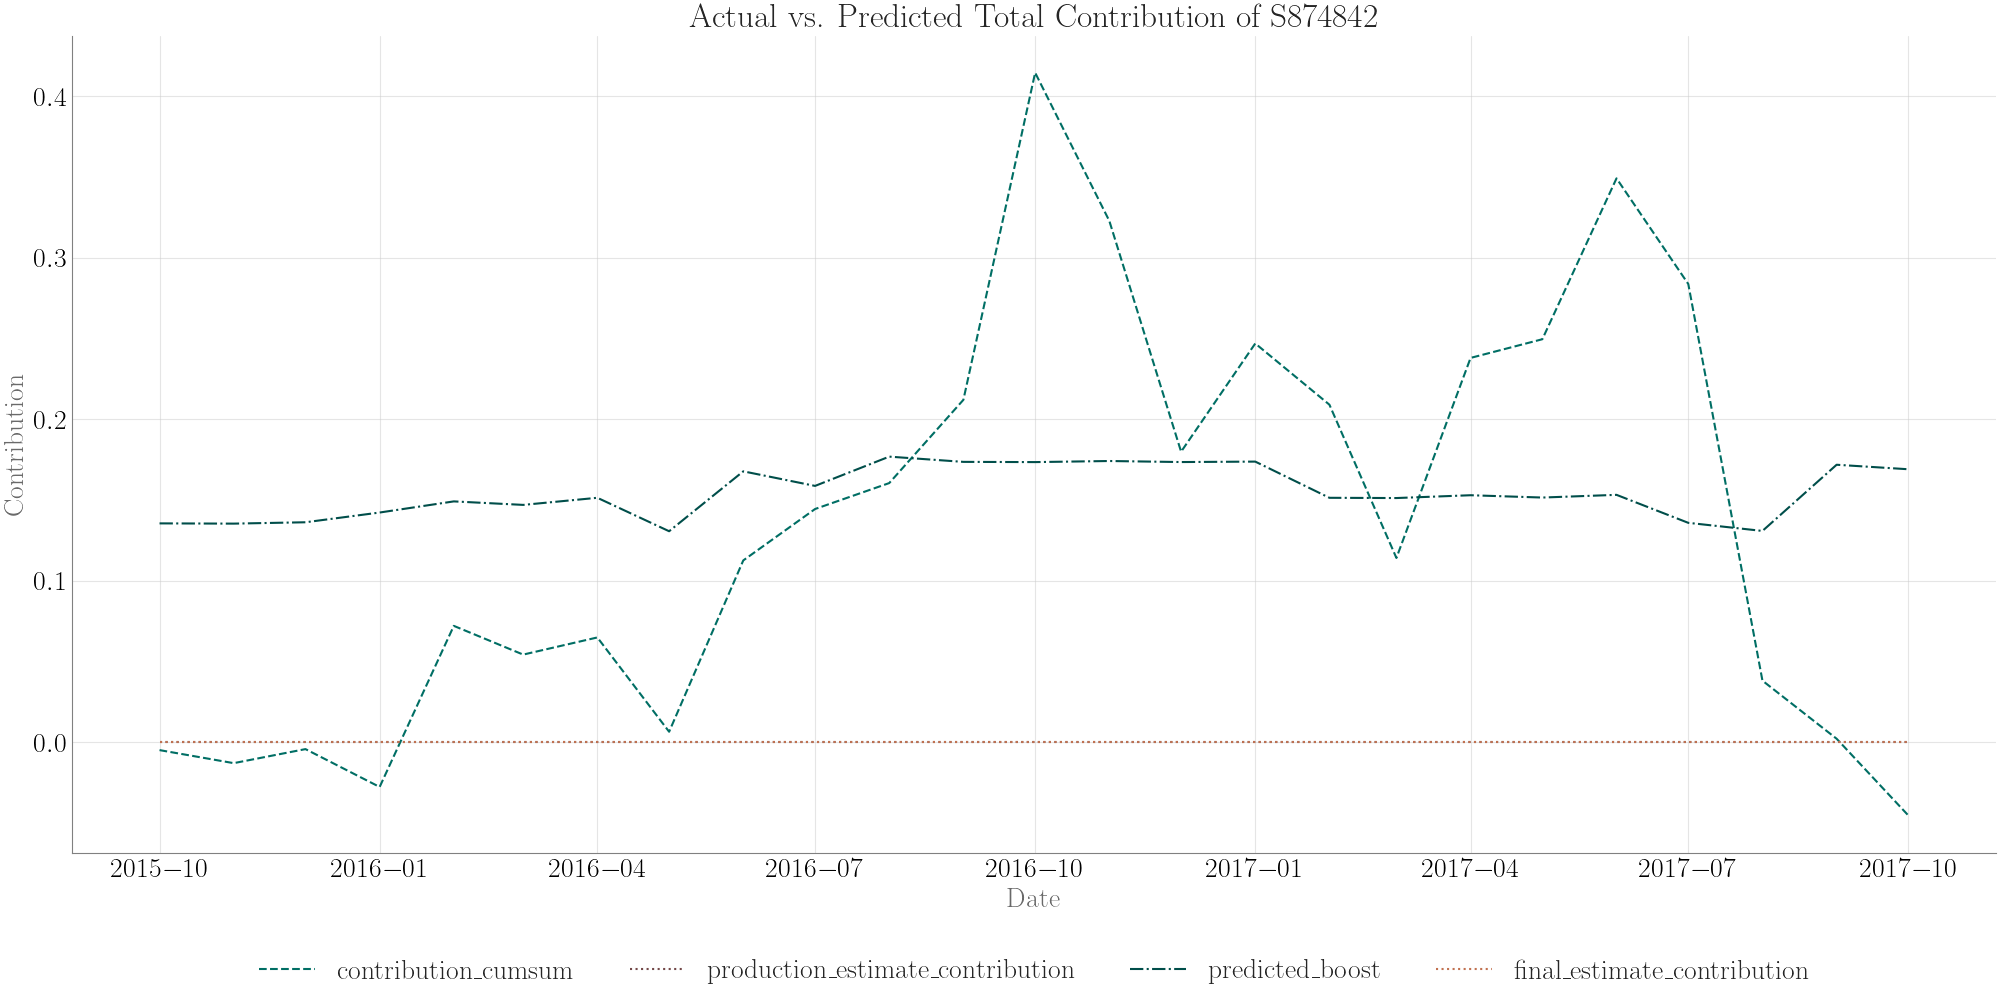 Actual vs. Predicted Total Contribution of S874842
Contribution
0.4
0.3
0.2
0.1
0.0
2015–10 2016–01 2016–04 2016–07 2016–10 2017–01 2017–04 2017–07 2017–10
Date
contribution_cumsum production_estimate_contribution predicted_boost final_estimate_contribution